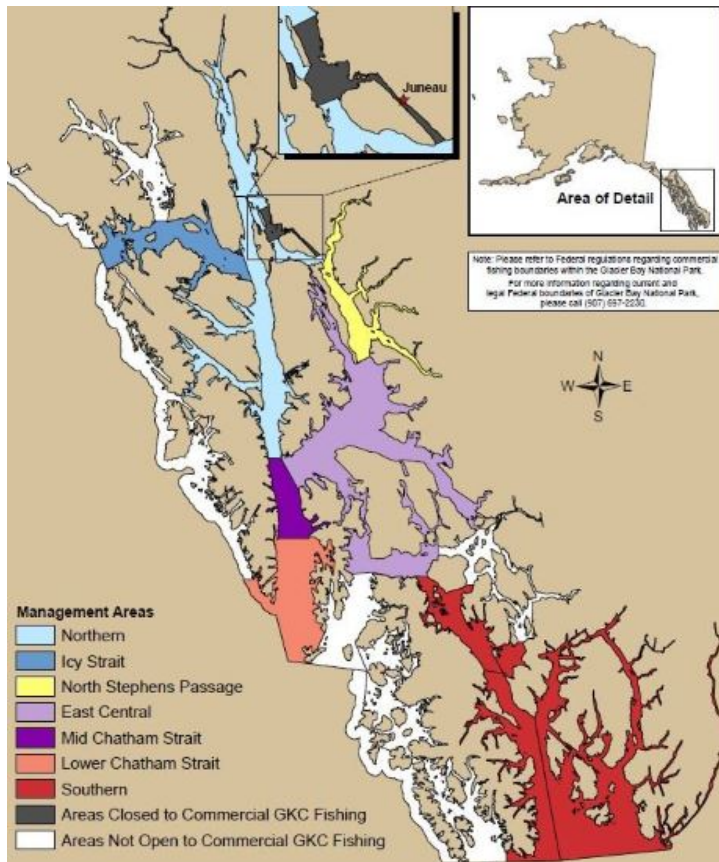 Juneau
Area of Detail
Note: Please refer to Federal regulations regarding commercial
fishing boundaries within the Glacier Bay National Park.
For more information regarding current and
legal Federal boundaries of Glacier Bay National Park,
please call (907) 697-2230.
N
W E
S
Management Areas
Northern
Icy Strait
North Stephens Passage
East Central
Mid Chatham Strait
Lower Chatham Strait
Southern
Areas Closed to Commercial GKC Fishing
Areas Not Open to Commercial GKC Fishing